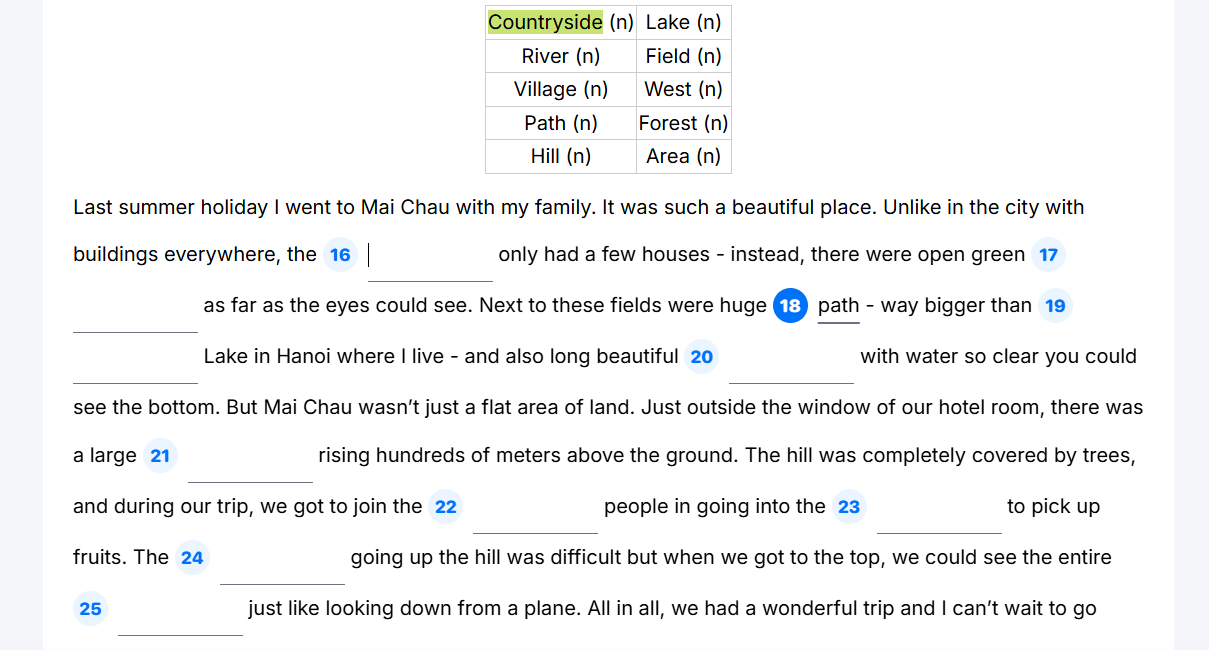 Countryside (n) Lake (n)
River (n) Field (n)
Village (n) West (n)
Path (n) Forest (n)
Hill (n) Area (n)
Last summer holiday I went to Mai Chau with my family. It was such a beautiful place. Unlike in the city with
buildings everywhere, the 16 only had a few houses - instead, there were open green 17
as far as the eyes could see. Next to these fields were huge 18 path - way bigger than 19
Lake in Hanoi where I live - and also long beautiful 20 with water so clear you could
see the bottom. But Mai Chau wasn’t just a flat area of land. Just outside the window of our hotel room, there was
a large 21 rising hundreds of meters above the ground. The hill was completely covered by trees,
and during our trip, we got to join the 22 people in going into the 23 to pick up
fruits. The 24 going up the hill was difficult but when we got to the top, we could see the entire
25 just like looking down from a plane. All in all, we had a wonderful trip and I can’t wait to go